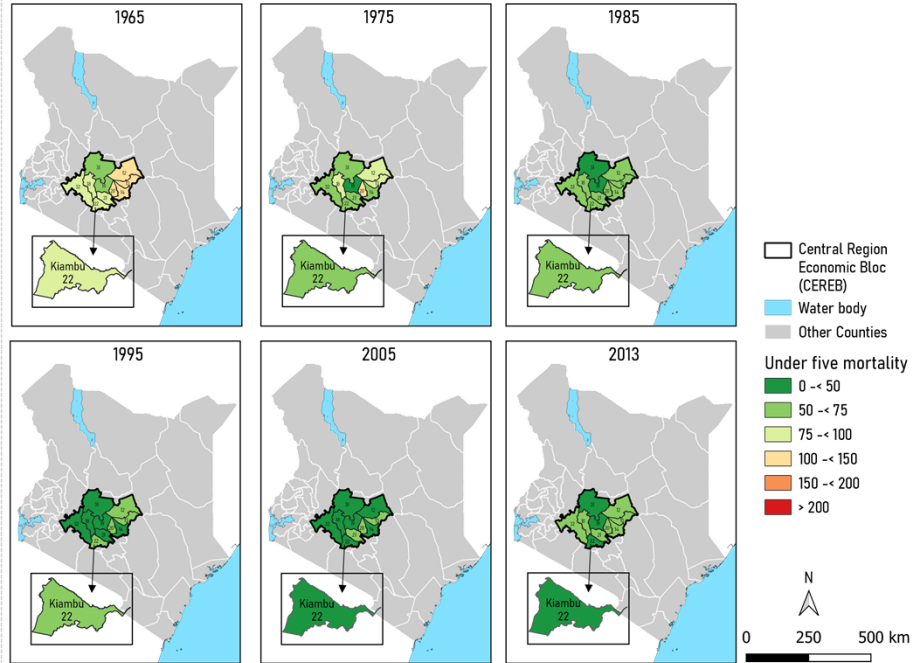 1965
1975
1985
Kiambu
22
Kiambu
22
Kiambu
22
1995
2005
2013
Kiambu
22
Kiambu
22
Kiambu
22
Central Region
Economic Bloc
(CEREB)
Water body
Other Counties
Under five mortality
0 -< 50
50 -< 75
75 -< 100
100 -< 150
150 -< 200
> 200
N
0 250 500 km